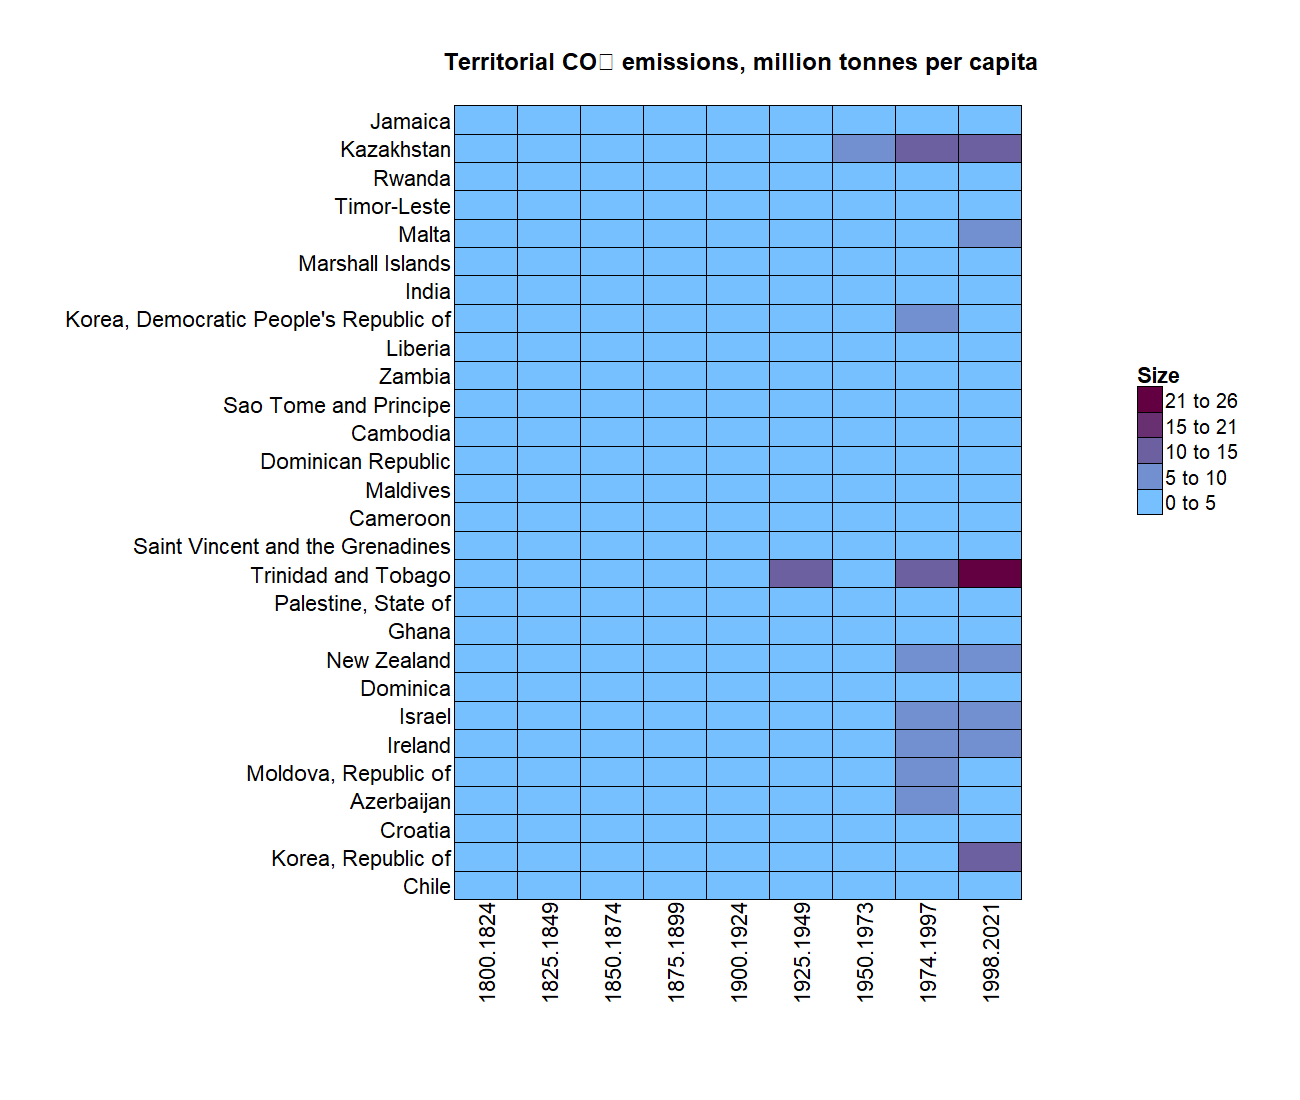 Territorial CO□ emissions, million tonnes per capita
Jamaica
Kazakhstan
Rwanda
Timor-Leste
Malta
Marshall Islands
India
Korea, Democratic People's Republic of
Liberia
Zambia
Sao Tome and Principe
Cambodia
Dominican Republic
Maldives
Cameroon
Saint Vincent and the Grenadines
Trinidad and Tobago
Palestine, State of
Ghana
New Zealand
Dominica
Israel
Ireland
Moldova, Republic of
Azerbaijan
Croatia
Korea, Republic of
Chile
1800.1824
1825.1849
1850.1874
1875.1899
1900.1924
1925.1949
1950.1973
1974.1997
1998.2021
Size
21 to 26
15 to 21
10 to 15
5 to 10
0 to 5